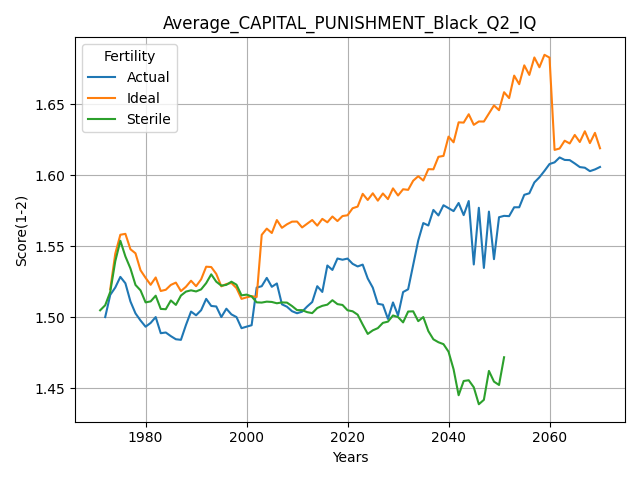 Average_CAPITAL_PUNISHMENT_Black_Q2_IQ
Fertility
Actual
Ideal
Sterile
Score(1-2)
1.65
1.60
1.55
1.50
1.45
1980
2000
2020
2040
2060
Years